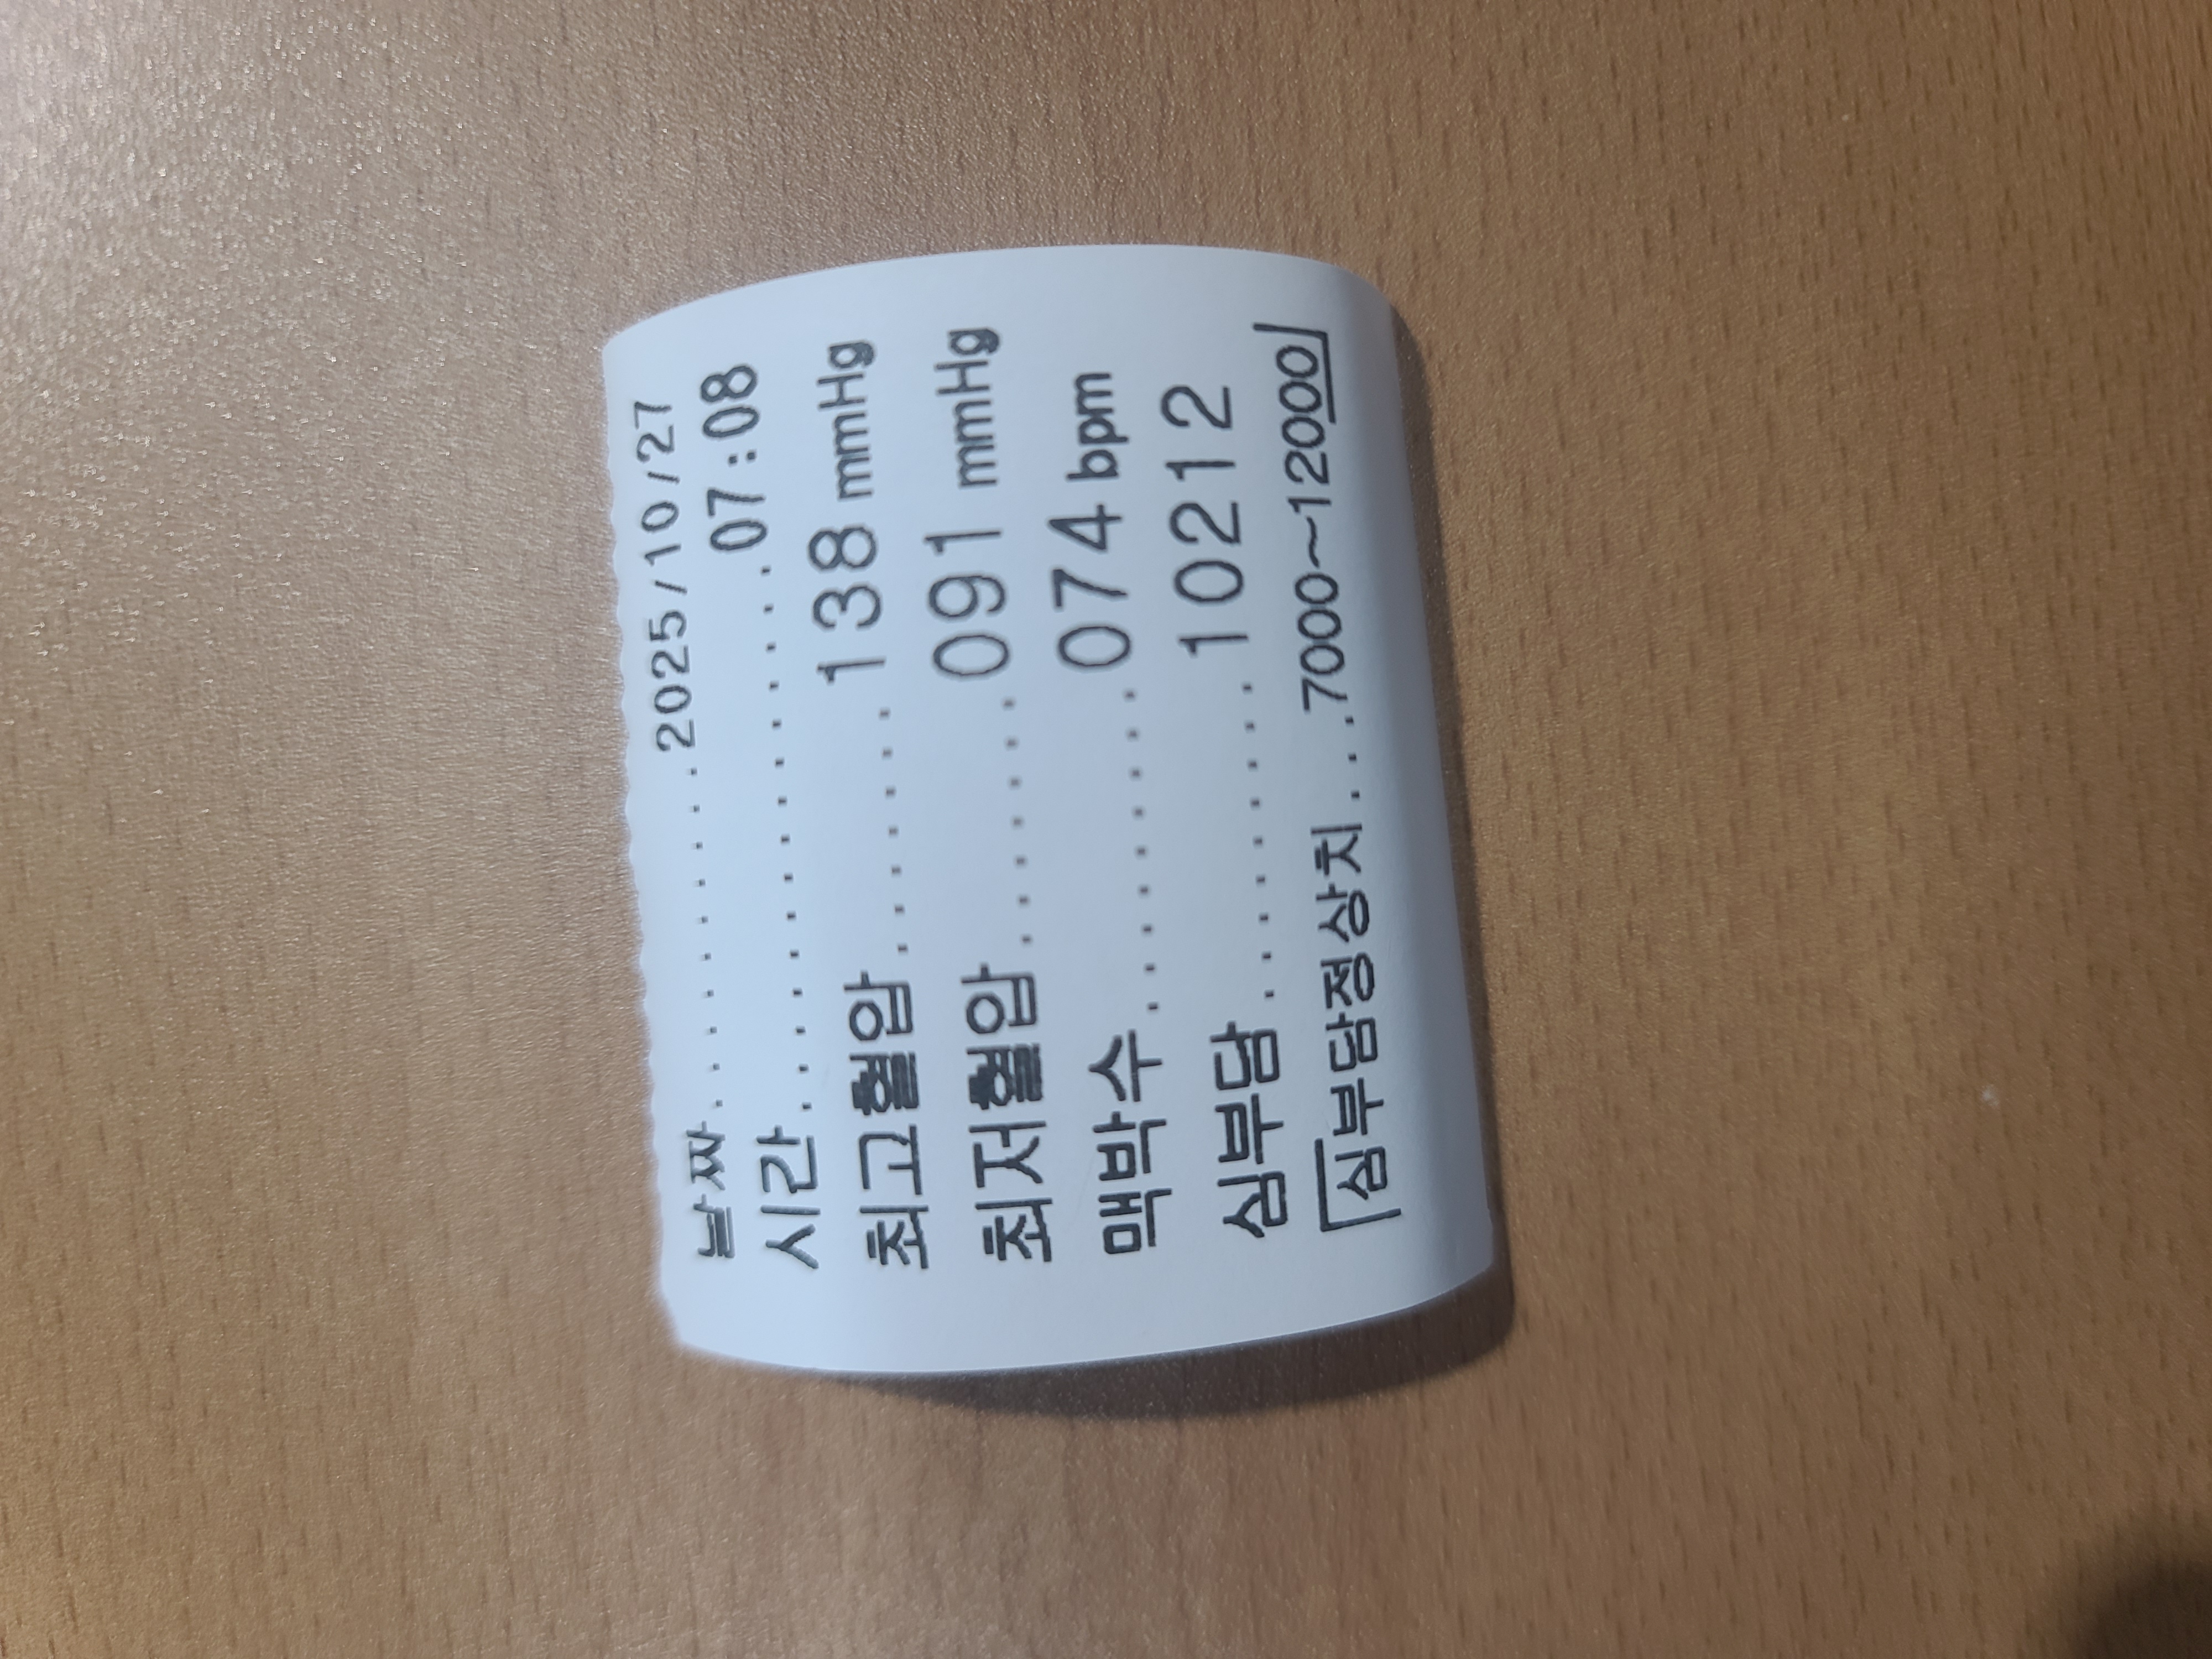 날짜............2025/10/27
시간...............07:08
최고혈압.......138 mmHg
최저혈압.......091 mmHg
맥박수.........074 bpm
심부담.........10212
[심부담정상치...7000~12000]